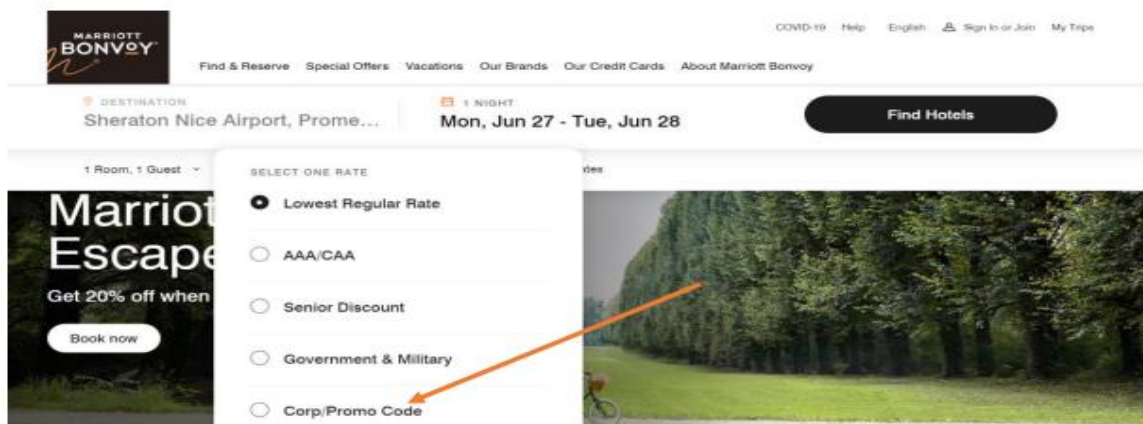 COVID-19 Help English Sign In or Join My Trips
MARRIOTT
BONVOY
Find & Reserve Special Offers Vacations Our Brands Our Credit Cards About Marriott Bonvoy
DESTINATION
Sheraton Nice Airport, Prome...
1 NIGHT
Mon, Jun 27 - Tue, Jun 28
Find Hotels
1 Room, 1 Guest
SELECT ONE RATE
Lowest Regular Rate
AAA/CAA
Senior Discount
Government & Military
Corp/Promo Code
Marriot
Escape
Get 20% off when
Book now